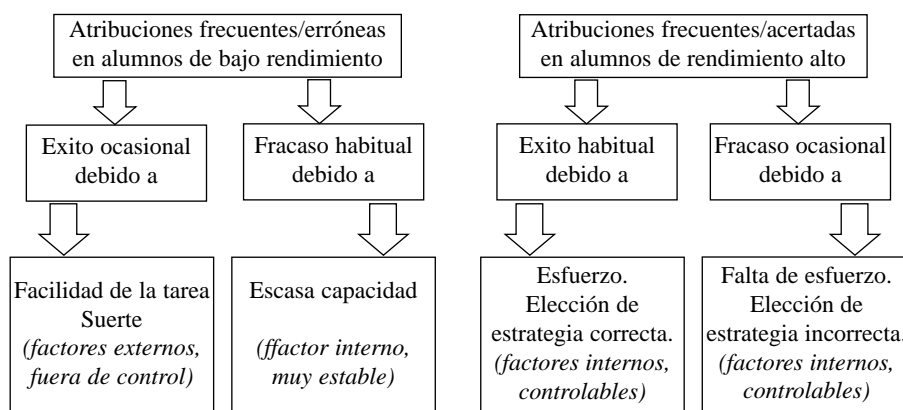 Atribuciones frecuentes/erróneas
en alumnos de bajo rendimiento
Exito ocasional
debido a
Fracaso habitual
debido a
Facilidad de la tarea
Suerte
(factores externos,
fuera de control)
Escasa capacidad
(ffactor interno,
muy estable)
Atribuciones frecuentes/acertadas
en alumnos de rendimiento alto
Exito habitual
debido a
Fracaso ocasional
debido a
Esfuerzo.
Elección de
estrategia correcta.
(factores internos,
controlables)
Falta de esfuerzo.
Elección de
estrategia incorrecta.
(factores internos,
controlables)